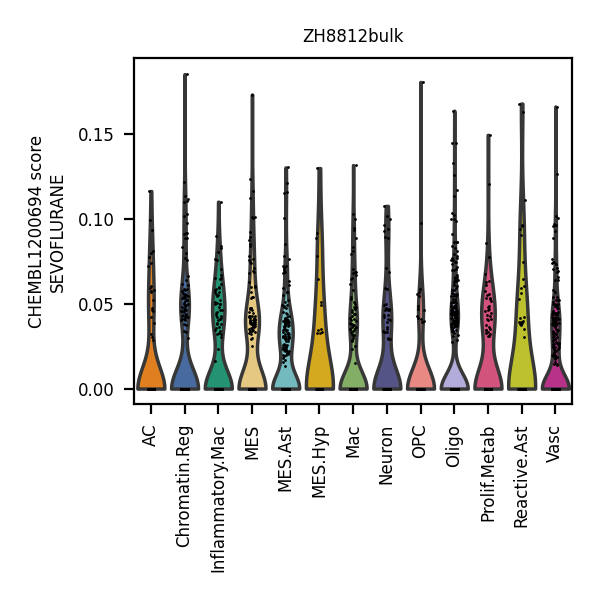 ZH8812bulk
CHEMBL1200694 score
SEVOFLURANE
0.15
0.10
0.05
0.00
AC
Chromatin.Reg
Inflammatory.Mac
MES
MES.Ast
MES.Hyp
Mac
Neuron
OPC
Oligo
Prolif.Metab
Reactive.Ast
Vasc